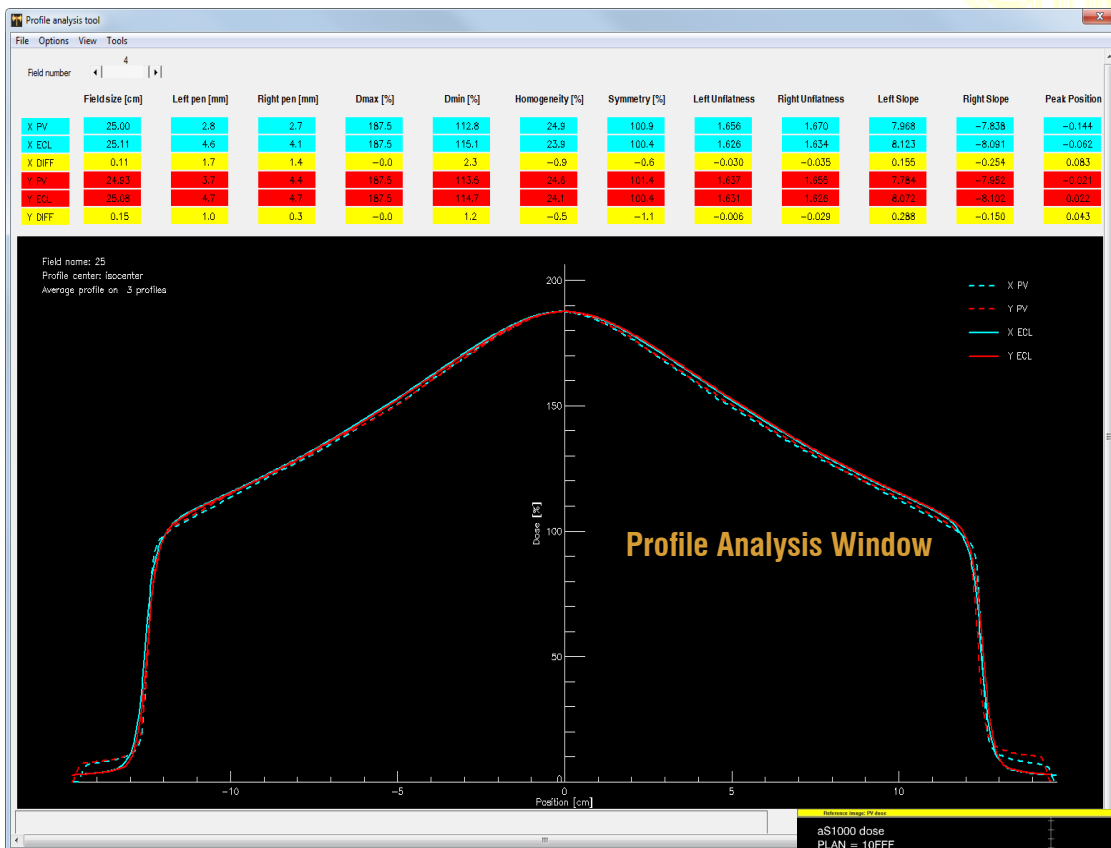 Profile analysis tool
File Options View Tools
4
Field number
Field size [cm] Left pen [mm] Right pen [mm] Dmax [%] Dmin [%] Homogeneity [%] Symmetry [%] Left Unflatness Right Unflatness Left Slope Right Slope Peak Position
X PV 25.00 2.8 2.7 187.5 112.8 24.9 100.9 1.656 1.670 7.968 −7.838 −0.144
X ECL 25.11 4.6 4.1 187.5 115.1 23.9 100.4 1.626 1.634 8.123 −8.091 −0.062
X DIFF 0.11 1.7 1.4 −0.0 2.3 −0.9 −0.6 −0.030 −0.035 0.155 −0.254 0.083
Y PV 24.93 3.7 4.4 187.5 113.5 24.6 101.4 1.637 1.655 7.784 −7.952 −0.021
Y ECL 25.08 4.7 4.7 187.5 114.7 24.1 100.4 1.631 1.626 8.072 −8.102 0.022
Y DIFF 0.15 1.0 0.3 −0.0 1.2 −0.5 −1.1 −0.006 −0.029 0.288 −0.150 0.043
Field name: 25
Profile center: isocenter
Average profile on 3 profiles
X PV
Y PV
X ECL
Y ECL
200
150
100
50
0
Dose [%]
Profile Analysis Window
−10 −5 0 5 10
Position [cm]
Reference image: PV dose
aS1000 dose
PLAN = 10FFF